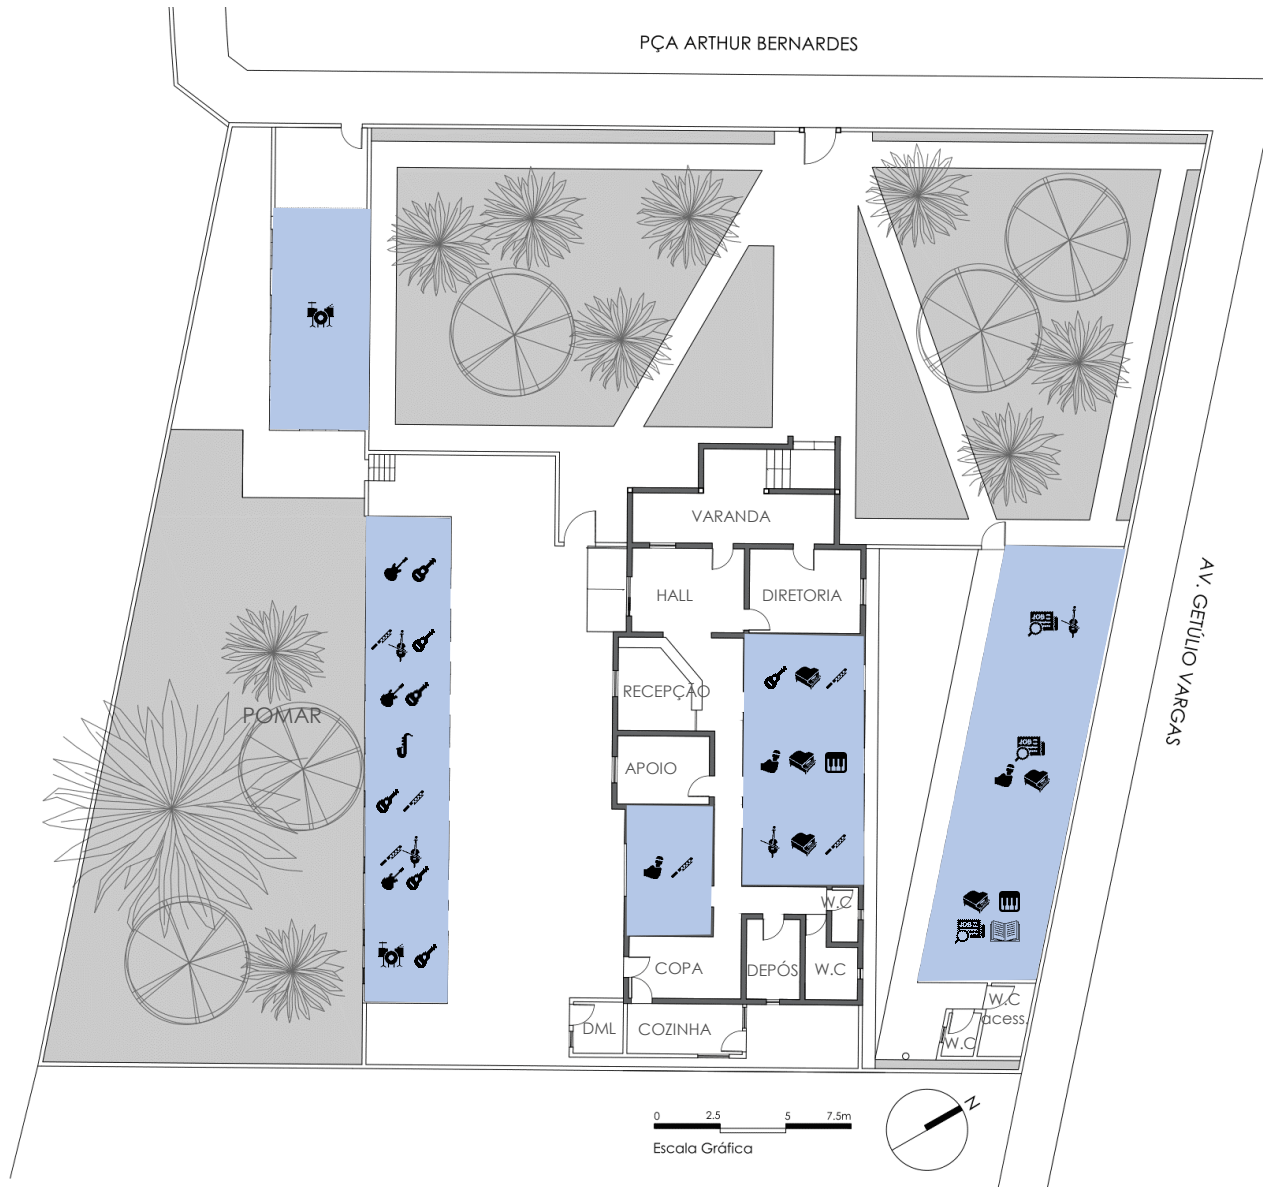 PÇA ARTHUR BERNARDES
VARANDA
HALL
DIRETORIA
AV. GETÚLIO VARGAS
RECEPÇÃO
POMAR
APOIO
W.C
COPA
DEPÓS
W.C
W.C
acess.
DML
COZINHA
W.C
0 2.5 5 7.5m
Escala Gráfica
N